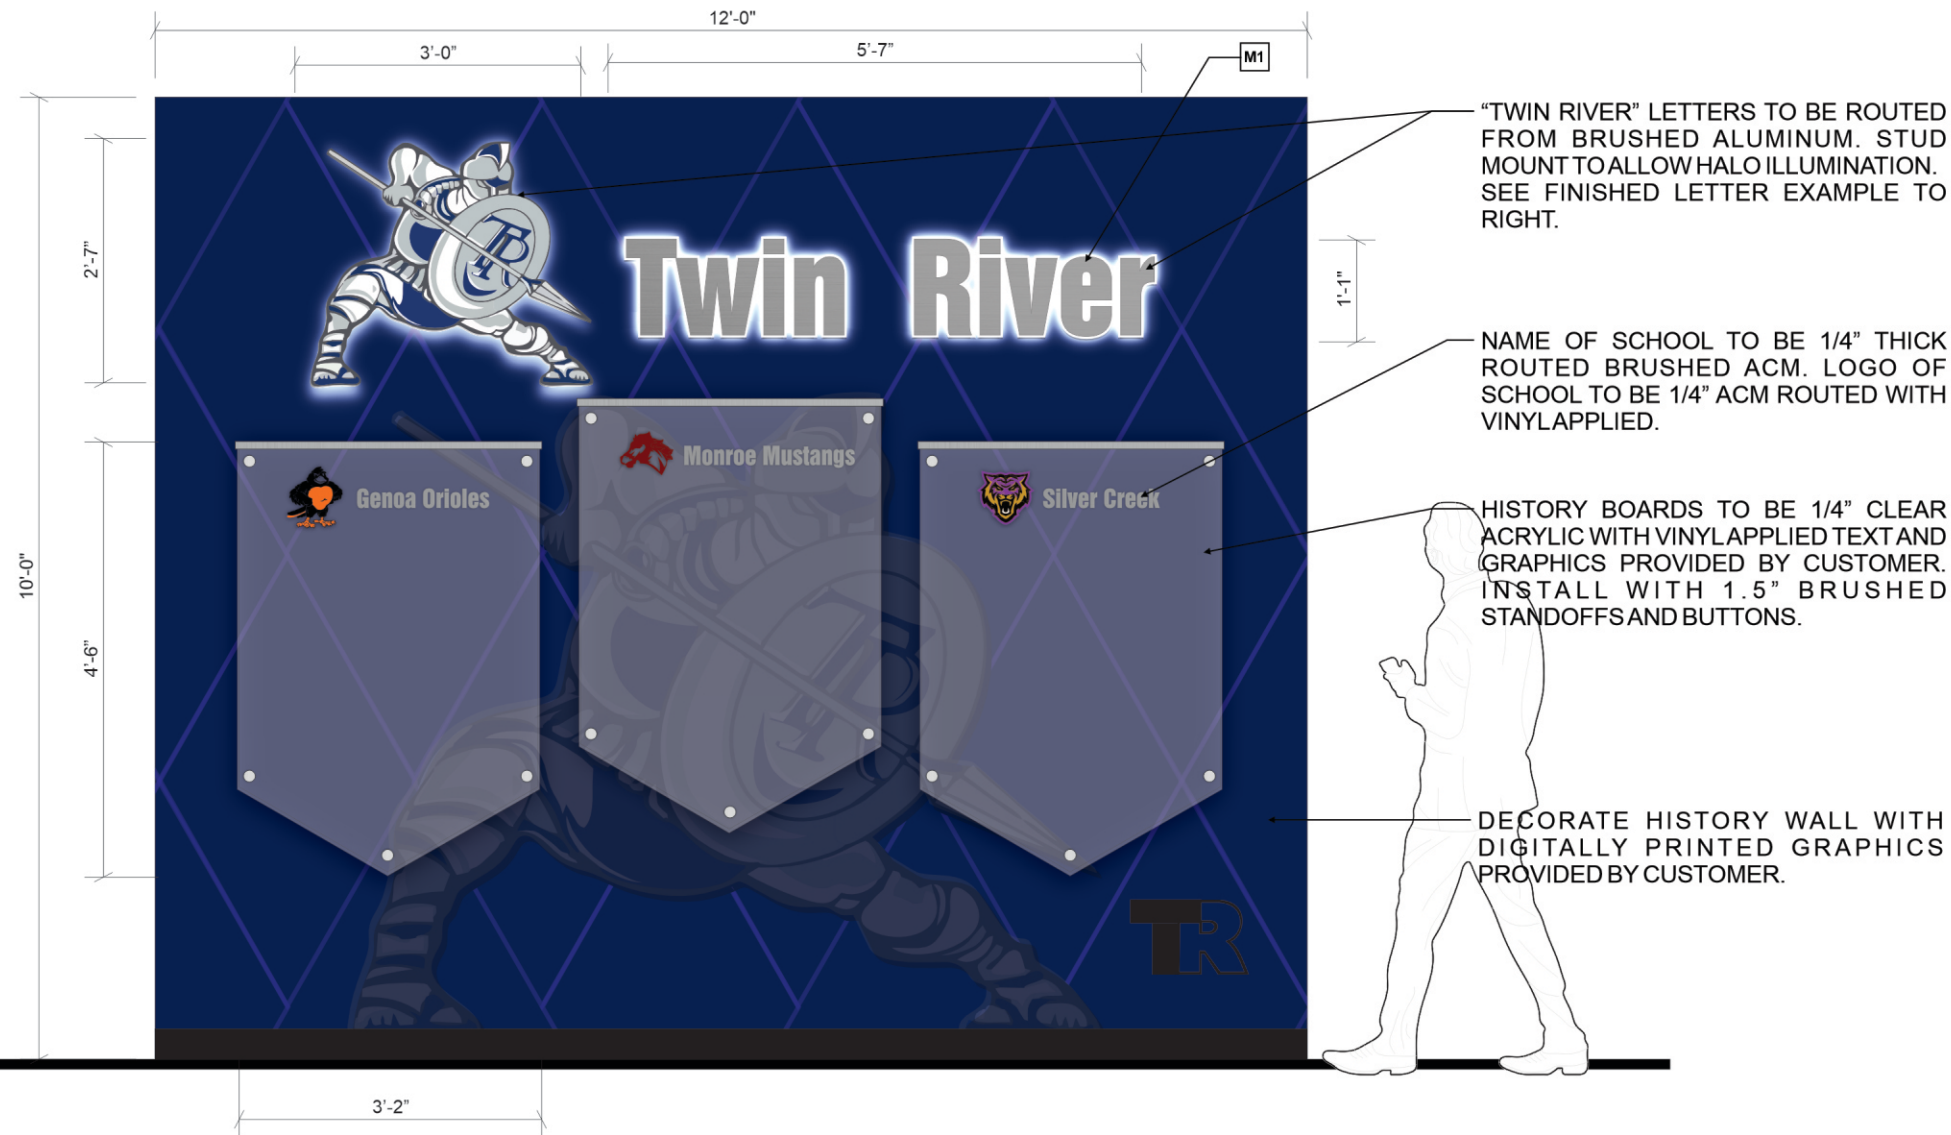 12'-0"
3'-0"
5'-7"
M1
2'-7"
10'-0"
4'-6"
1'-1"
3'-2"
TR
Twin River
Monroe Mustangs
Genoa Orioles
Silver Creek
TR
TR
“TWIN RIVER” LETTERS TO BE ROUTED
FROM BRUSHED ALUMINUM. STUD
MOUNT TO ALLOW HALO ILLUMINATION.
SEE FINISHED LETTER EXAMPLE TO
RIGHT.
NAME OF SCHOOL TO BE 1/4” THICK
ROUTED BRUSHED ACM. LOGO OF
SCHOOL TO BE 1/4” ACM ROUTED WITH
VINYL APPLIED.
HISTORY BOARDS TO BE 1/4” CLEAR
ACRYLIC WITH VINYL APPLIED TEXT AND
GRAPHICS PROVIDED BY CUSTOMER.
INSTALL WITH 1.5” BRUSHED
STANDOFFS AND BUTTONS.
DECORATE HISTORY WALL WITH
DIGITALLY PRINTED GRAPHICS
PROVIDED BY CUSTOMER.